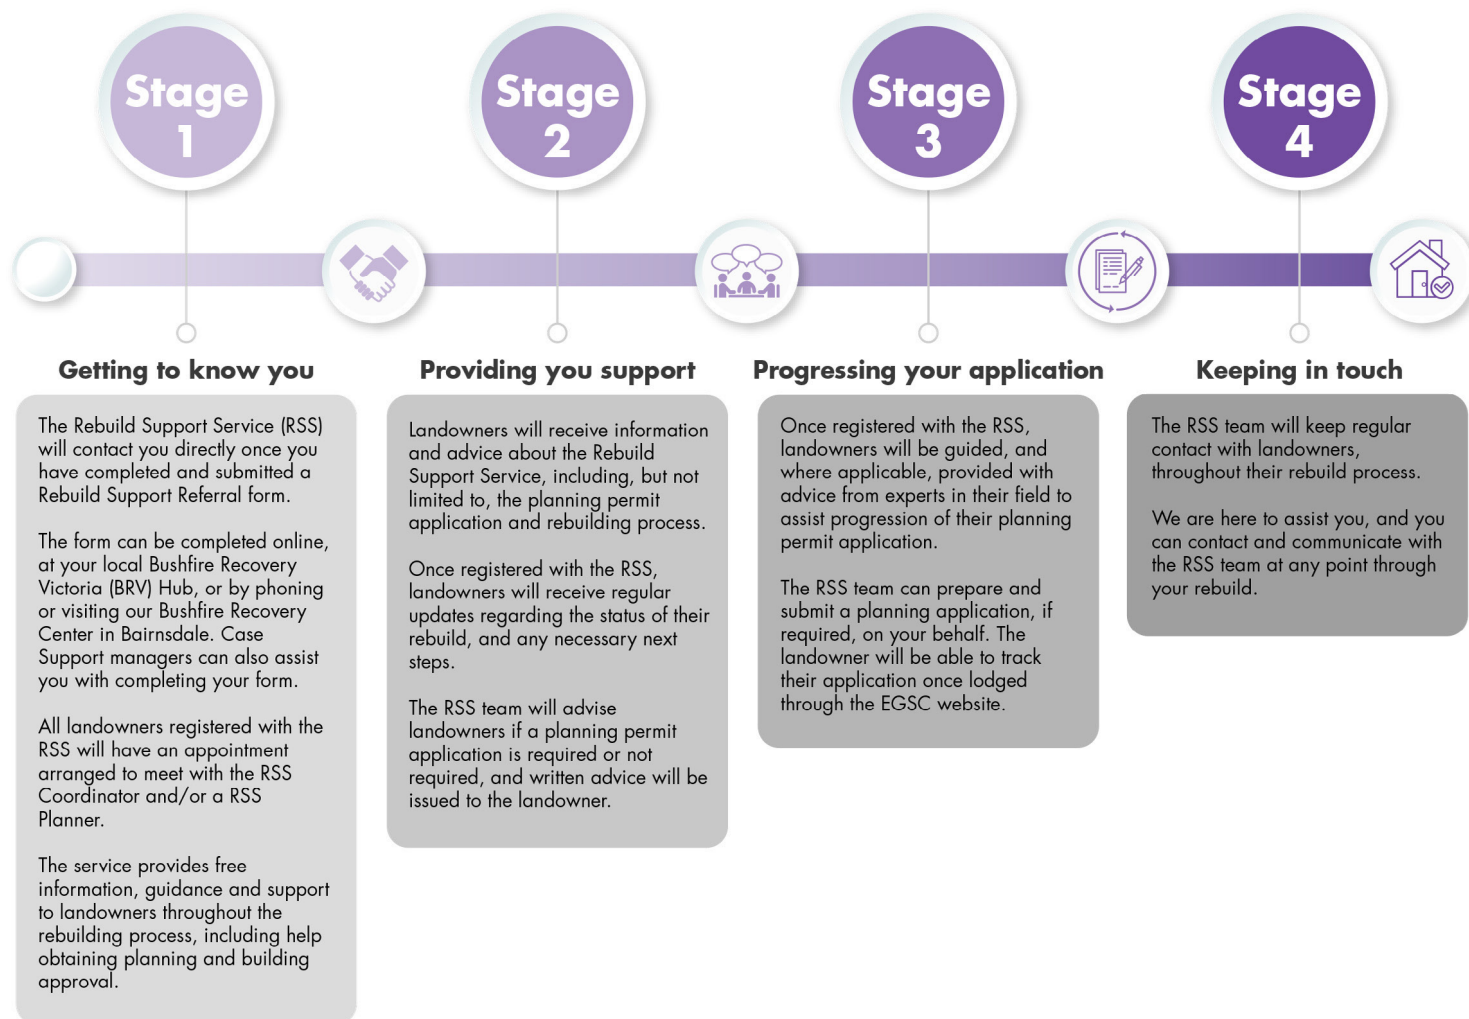 Stage
1
Stage
2
Stage
3
Stage
4
Getting to know you
The Rebuild Support Service (RSS)
will contact you directly once you
have completed and submitted a
Rebuild Support Referral form.
The form can be completed online,
at your local Bushfire Recovery
Victoria (BRV) Hub, or by phoning
or visiting our Bushfire Recovery
Center in Bairnsdale. Case
Support managers can also assist
you with completing your form.
All landowners registered with the
RSS will have an appointment
arranged to meet with the RSS
Coordinator and/or a RSS
Planner.
The service provides free
information, guidance and support
to landowners throughout the
rebuilding process, including help
obtaining planning and building
approval.
Providing you support
Landowners will receive information
and advice about the Rebuild
Support Service, including, but not
limited to, the planning permit
application and rebuilding process.
Once registered with the RSS,
landowners will receive regular
updates regarding the status of their
rebuild, and any necessary next
steps.
The RSS team will advise
landowners if a planning permit
application is required or not
required, and written advice will be
issued to the landowner.
Progressing your application
Once registered with the RSS,
landowners will be guided, and
where applicable, provided with
advice from experts in their field to
assist progression of their planning
permit application.
The RSS team can prepare and
submit a planning application, if
required, on your behalf. The
landowner will be able to track
their application once lodged
through the EGSC website.
Keeping in touch
The RSS team will keep regular
contact with landowners,
throughout their rebuild process.
We are here to assist you, and you
can contact and communicate with
the RSS team at any point through
your rebuild.